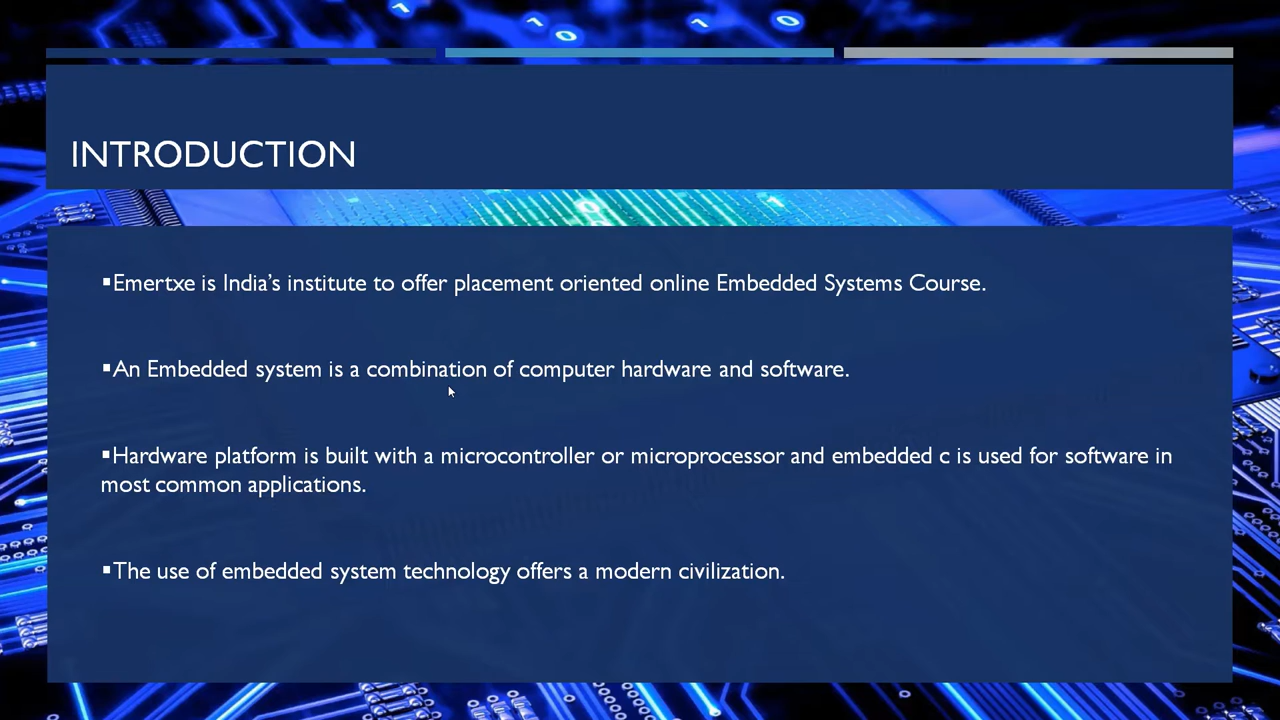 INTRODUCTION
▪Emertxe is India’s institute to offer placement oriented online Embedded Systems Course.
▪An Embedded system is a combination of computer hardware and software.
▪Hardware platform is built with a microcontroller or microprocessor and embedded c is used for software in
most common applications.
▪The use of embedded system technology offers a modern civilization.